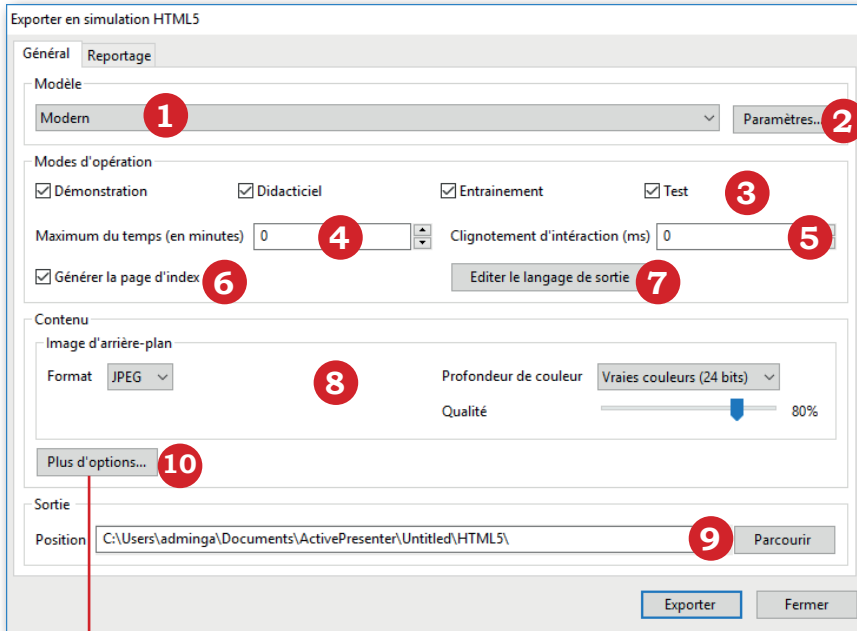 Exporter en simulation HTML5
Général Reportage
Modèle
Modern 1 Paramètres... 2
Modes d'opération
Démonstration Didacticiel Entrainement Test 3
Maximum du temps (en minutes) 0 4 Clignotement d'intéraction (ms) 0 5
Générer la page d'index 6 Editer le langage de sortie 7
Contenu
Image d'arrière-plan
Format JPEG 8 Profondeur de couleur Vraies couleurs (24 bits)
Qualité 80%
Plus d'options... 10
Sortie
Position C:\Users\adminga\Documents\ActivePresenter\Untitled\HTML5\ 9 Parcourir
Exporter Fermer